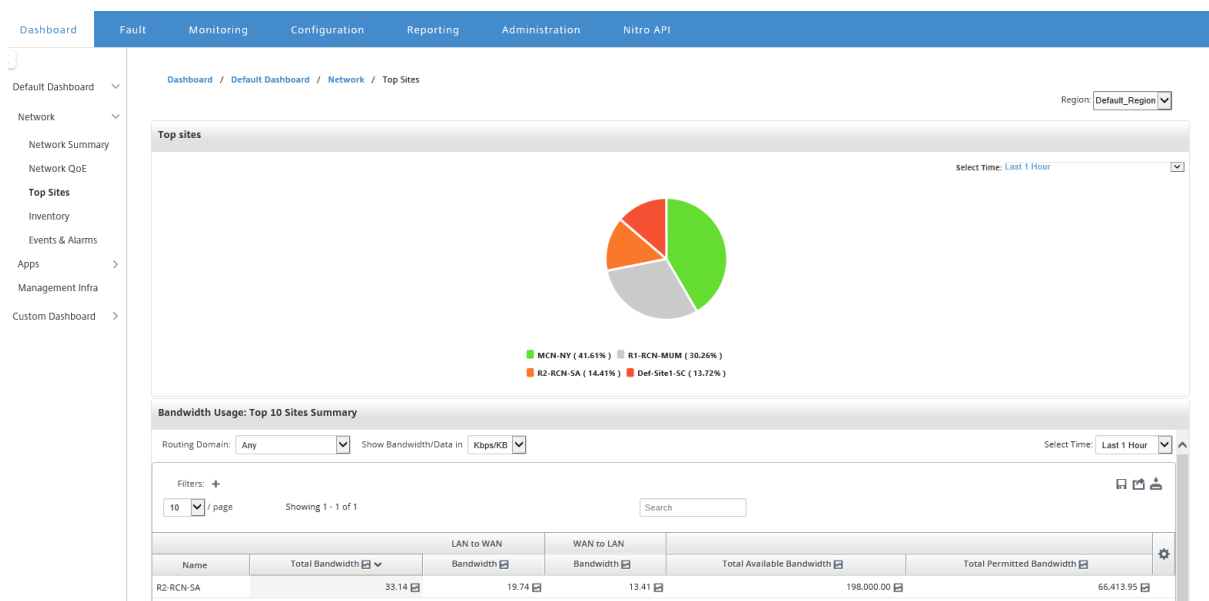 Dashboard Fault Monitoring Configuration Reporting Administration Nitro API
Dashboard / Default Dashboard / Network / Top Sites
Default Dashboard
Region: Default_Region
Network
Top sites
Network Summary
Select Time: Last 1 Hour
Network QoE
Top Sites
Inventory
Events & Alarms
Apps
Management Infra
Custom Dashboard
MCN-NY ( 41.61% ) R1-RCN-MUM ( 30.26% )
R2-RCN-SA ( 14.41% ) Def-Site1-SC ( 13.72% )
Bandwidth Usage: Top 10 Sites Summary
Routing Domain: Any Show Bandwidth/Data in Kbps/KB Select Time: Last 1 Hour
Filters: +
10 / page Showing 1 - 1 of 1 Search
LAN to WAN WAN to LAN
Name Total Bandwidth Bandwidth Bandwidth Total Available Bandwidth Total Permitted Bandwidth
R2-RCN-SA 33.14 19.74 13.41 198,000.00 66,413.95